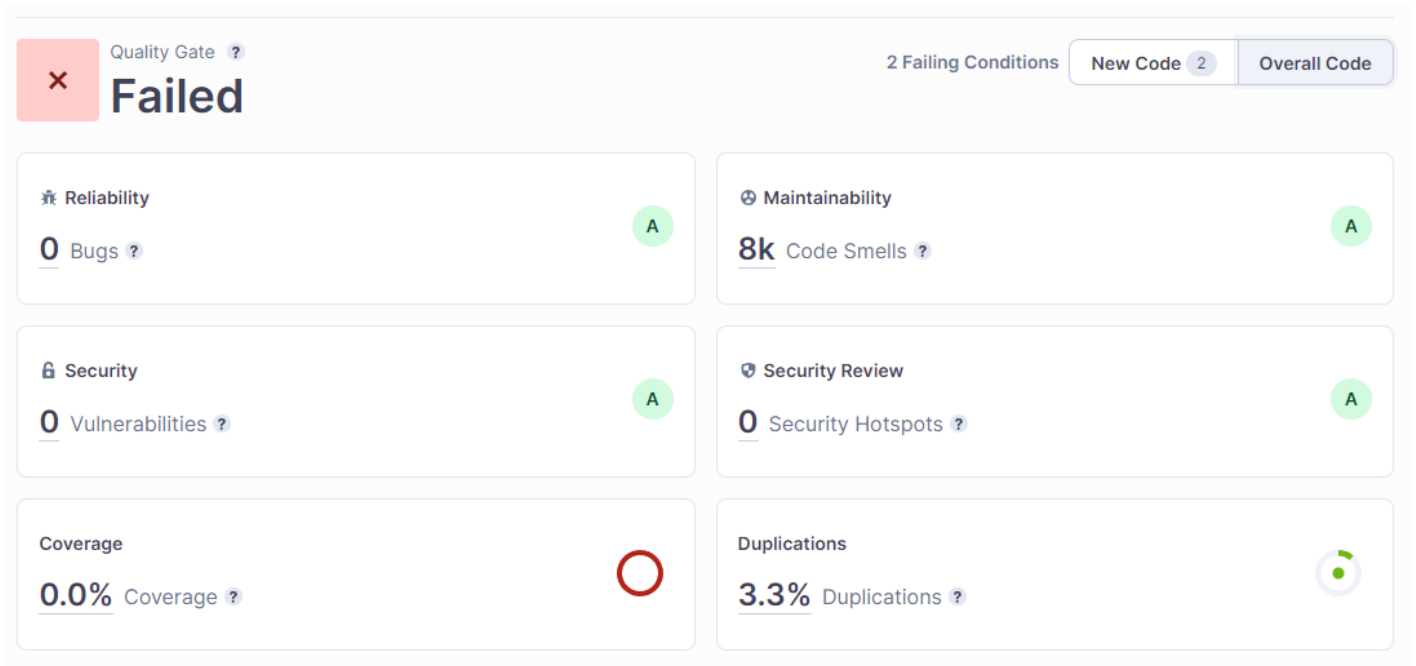 Quality Gate ?
Failed
2 Failing Conditions
New Code 2
Overall Code
Reliability
0 Bugs ?
A
Maintainability
8k Code Smells ?
A
Security
0 Vulnerabilities ?
A
Security Review
0 Security Hotspots ?
A
Coverage
0.0% Coverage ?
Duplications
3.3% Duplications ?